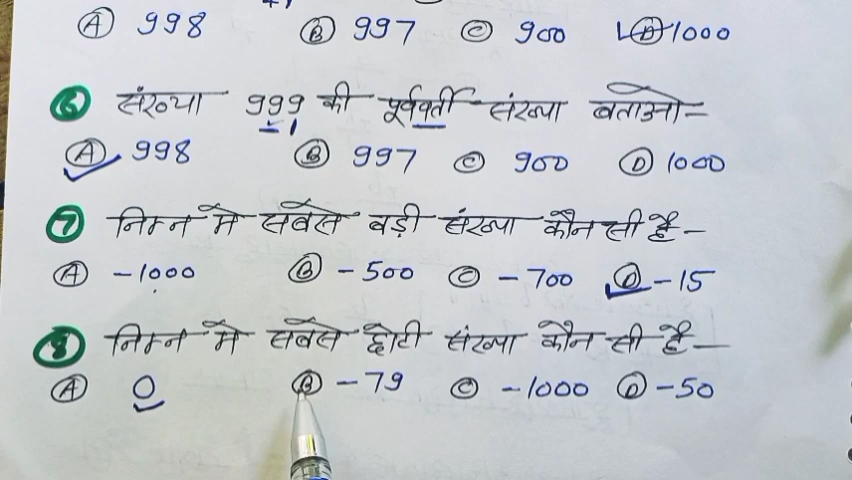 (A) 998 (B) 997 (C) 900 (D) 1000
(6) संख्या 999 की पूर्ववर्ती संख्या बताओ-
(A) 998 (B) 997 (C) 900 (D) 1000
(7) निम्न मे सबसे बड़ी संख्या कौन सी है-
(A) -1000 (B) -500 (C) -700 (D) -15
(8) निम्न मे सबसे छोटी संख्या कौन सी है-
(A) 0 (B) -79 (C) -1000 (D) -50